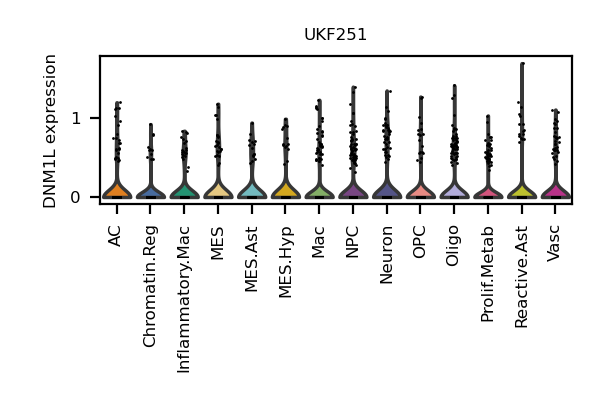 UKF251
DNM1L expression
1
0
AC
Chromatin.Reg
Inflammatory.Mac
MES
MES.Ast
MES.Hyp
Mac
NPC
Neuron
OPC
Oligo
Prolif.Metab
Reactive.Ast
Vasc